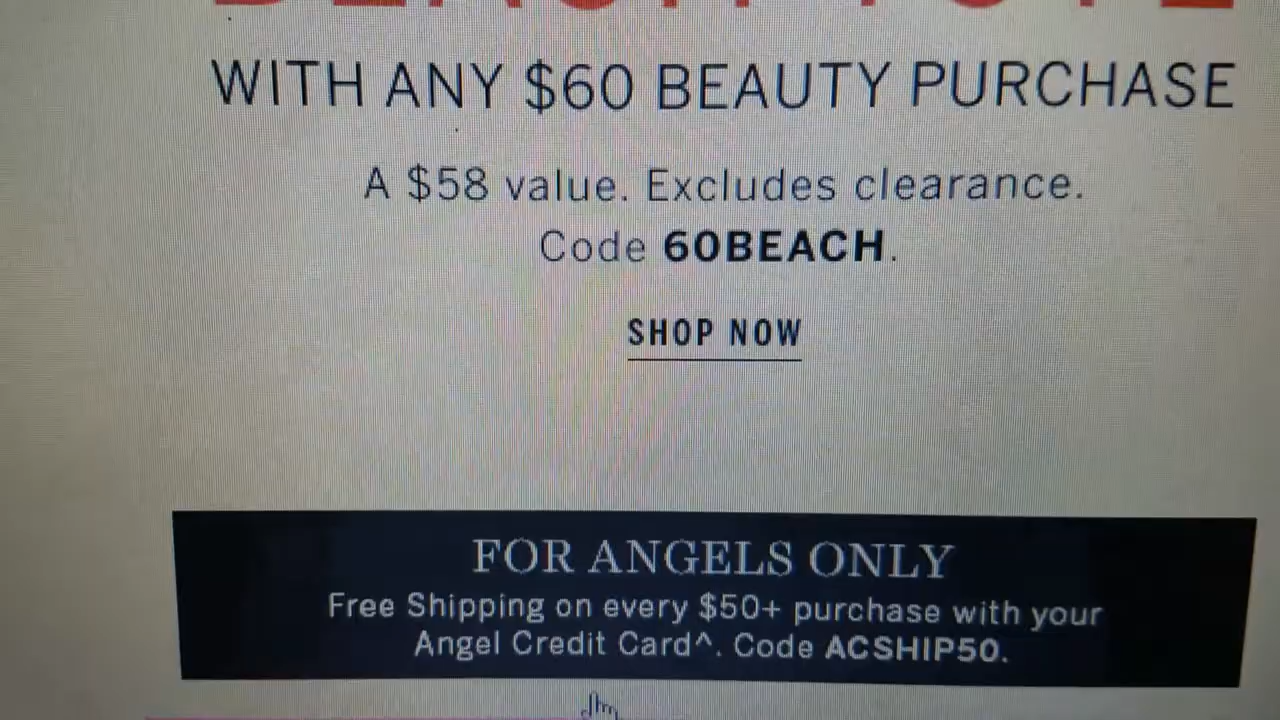 WITH ANY $60 BEAUTY PURCHASE
A $58 value. Excludes clearance.
Code 60BEACH.
SHOP NOW
FOR ANGELS ONLY
Free Shipping on every $50+ purchase with your
Angel Credit Card^. Code ACSHIP50.